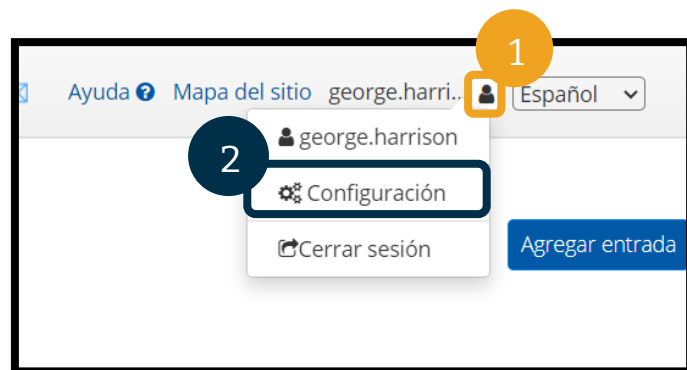 1
Ayuda Mapa del sitio george.harri... Español
george.harrison
2
Configuración
Cerrar sesión
Agregar entrada